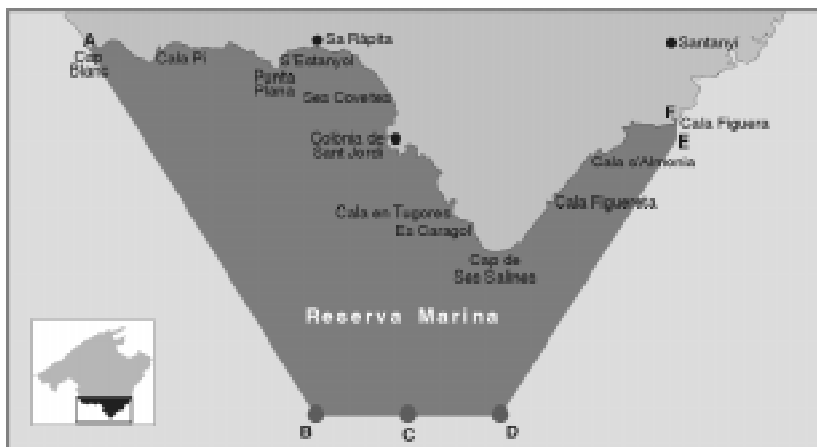 A
Cap
Blanc
Cala Pi
Sa Ràpita
S'Estanyol
Punta
Plana
Ses Covetes
Colònia de
Sant Jordi
Santanyí
F
Cala Figuera
E
Cala s'Almonia
Cala Figuereta
Cala en Tugores
Es Caragol
Cap de
Ses Salines
Reserva Marina
B
C
D